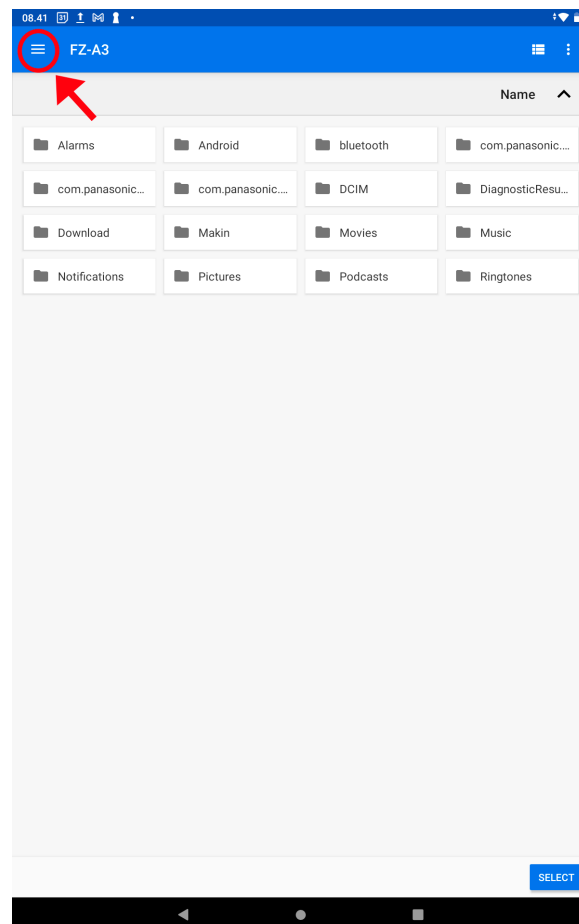 08.41 31
FZ-A3
Name
Alarms Android bluetooth com.panasonic....
com.panasonic... com.panasonic.... DCIM DiagnosticResu...
Download Makin Movies Music
Notifications Pictures Podcasts Ringtones
SELECT